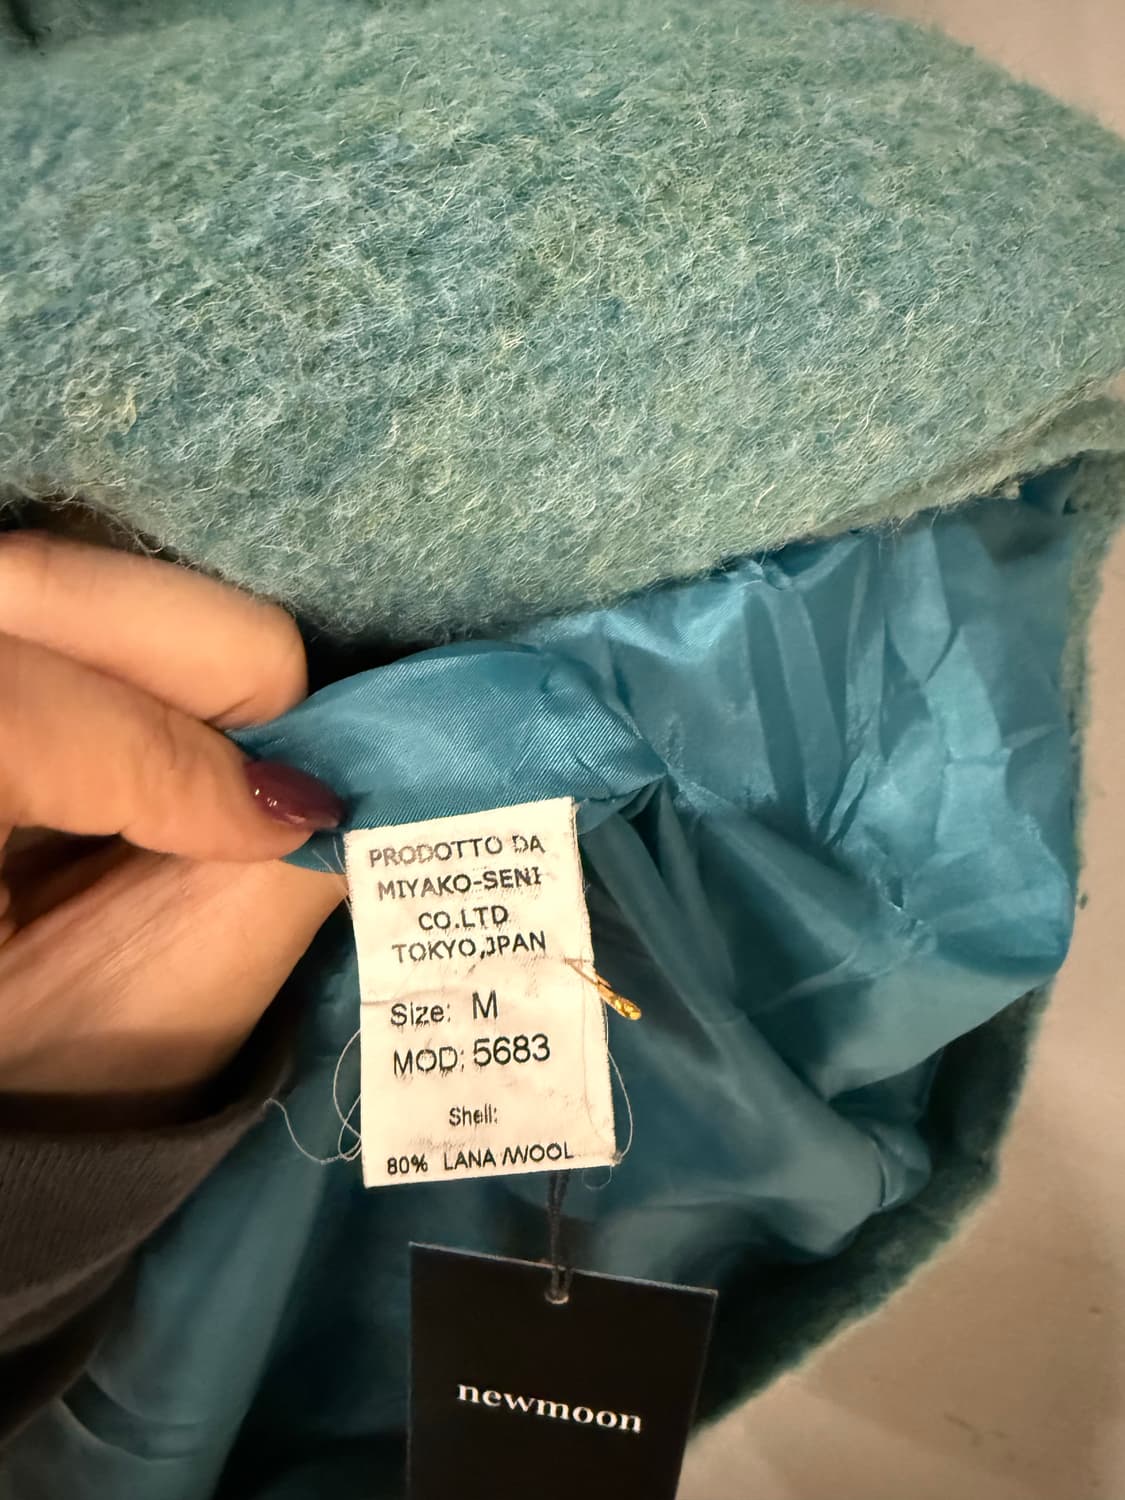 PRODOTTO DA
MIYAKO-SENI
CO.LTD
TOKYO,JPAN
Size: M
MOD: 5683
Shell:
80% LANA/WOOL
newmoon